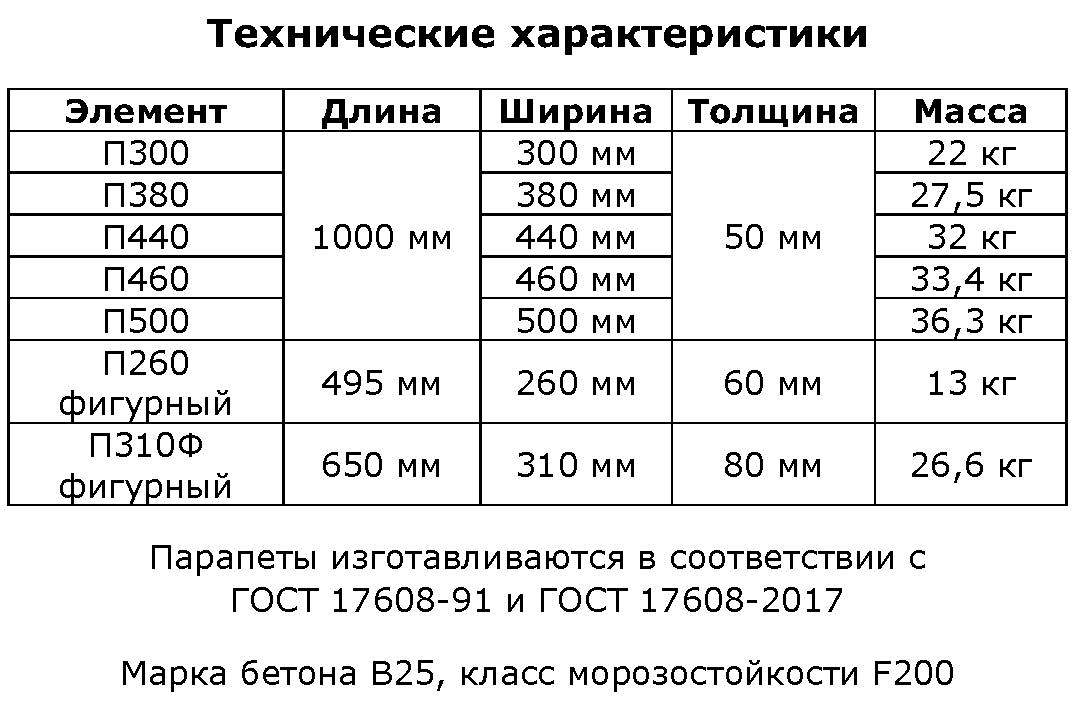 Технические характеристики
Элемент Длина Ширина Толщина Масса
П300 300 мм 22 кг
П380 380 мм 27,5 кг
П440 1000 мм 440 мм 50 мм 32 кг
П460 460 мм 33,4 кг
П500 500 мм 36,3 кг
П260
фигурный 495 мм 260 мм 60 мм 13 кг
П310Ф
фигурный 650 мм 310 мм 80 мм 26,6 кг
Парапеты изготавливаются в соответствии с
ГОСТ 17608-91 и ГОСТ 17608-2017
Марка бетона В25, класс морозостойкости F200